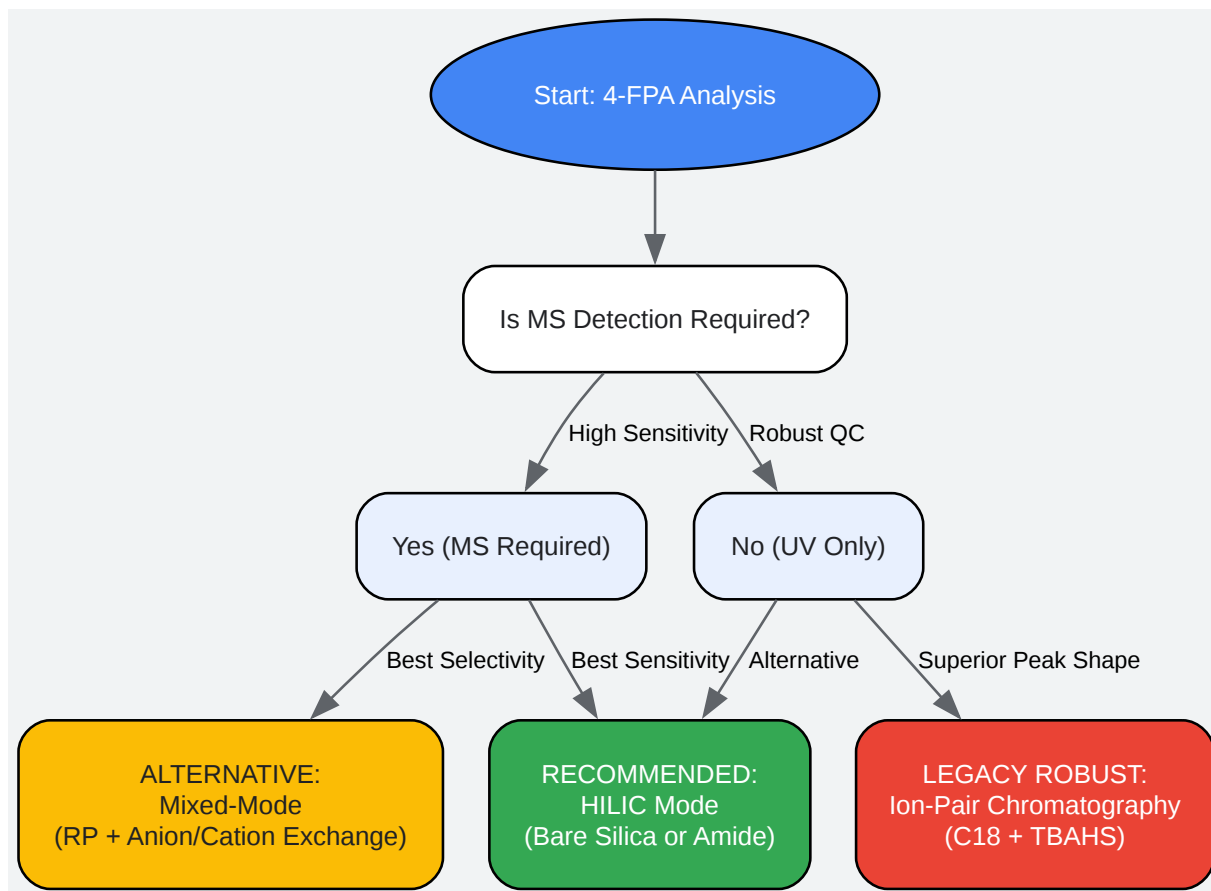 Start: 4-FPA Analysis
Is MS Detection Required?
High Sensitivity
Robust QC
Yes (MS Required)
No (UV Only)
Best Selectivity
Best Sensitivity
Alternative
Superior Peak Shape
ALTERNATIVE:
Mixed-Mode
(RP + Anion/Cation Exchange)
RECOMMENDED:
HILIC Mode
(Bare Silica or Amide)
LEGACY ROBUST:
Ion-Pair Chromatography
(C18 + TBAHS)